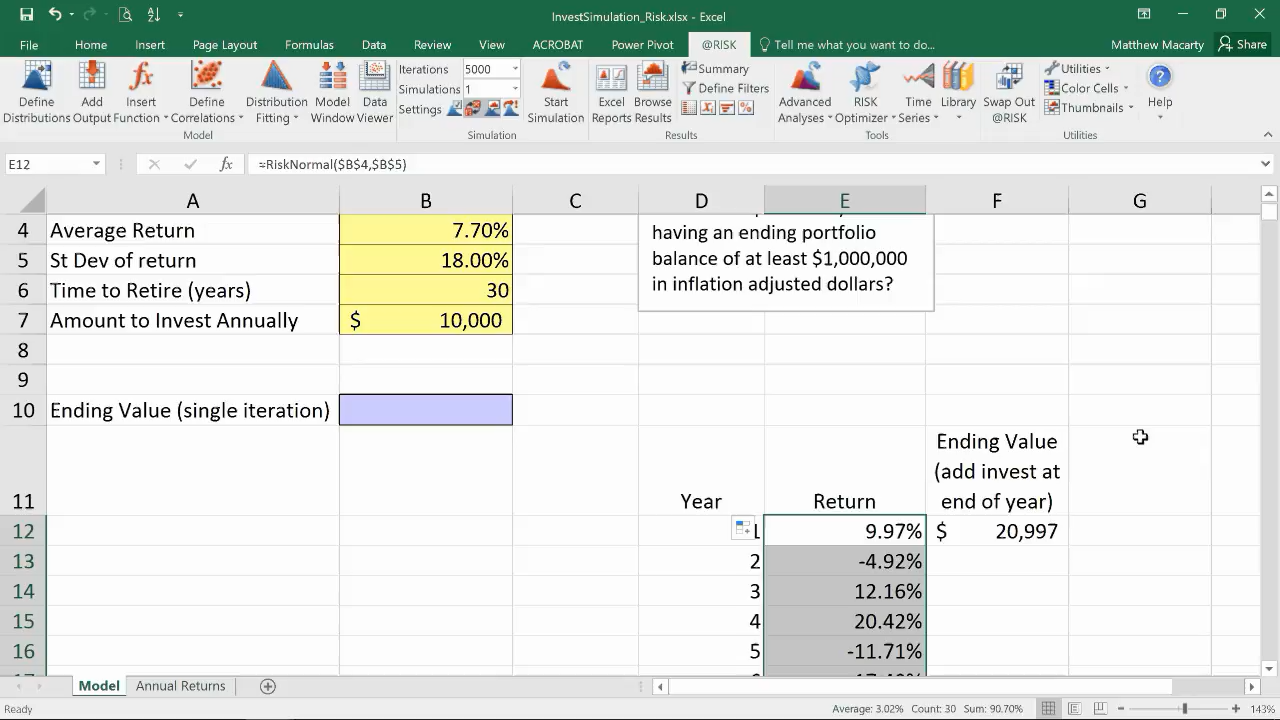 InvestSimulation_Risk.xlsx - Excel
File Home Insert Page Layout Formulas Data Review View ACROBAT Power Pivot @RISK Tell me what you want to do... Matthew Macarty Share
Define Distributions
Add Output
Insert Function
Define Correlations
Distribution Fitting
Model Window
Data Viewer
Model
Iterations 5000
Simulations 1
Settings
Start Simulation
Simulation
Excel Reports
Browse Results
Summary
Define Filters
Results
Advanced Analyses
RISK Optimizer
Time Series
Library
Tools
Swap Out @RISK
Utilities
Color Cells
Thumbnails
Help
Utilities
E12 fx =RiskNormal($B$4,$B$5)
A B C D E F G
4 Average Return 7.70%
5 St Dev of return 18.00%
6 Time to Retire (years) 30
7 Amount to Invest Annually $ 10,000
having an ending portfolio
balance of at least $1,000,000
in inflation adjusted dollars?
8
9
10 Ending Value (single iteration)
11 Year Return Ending Value
(add invest at
end of year)
12 1 9.97% $ 20,997
13 2 -4.92%
14 3 12.16%
15 4 20.42%
16 5 -11.71%
Model Annual Returns
Ready Average: 3.02% Count: 30 Sum: 90.70% 143%